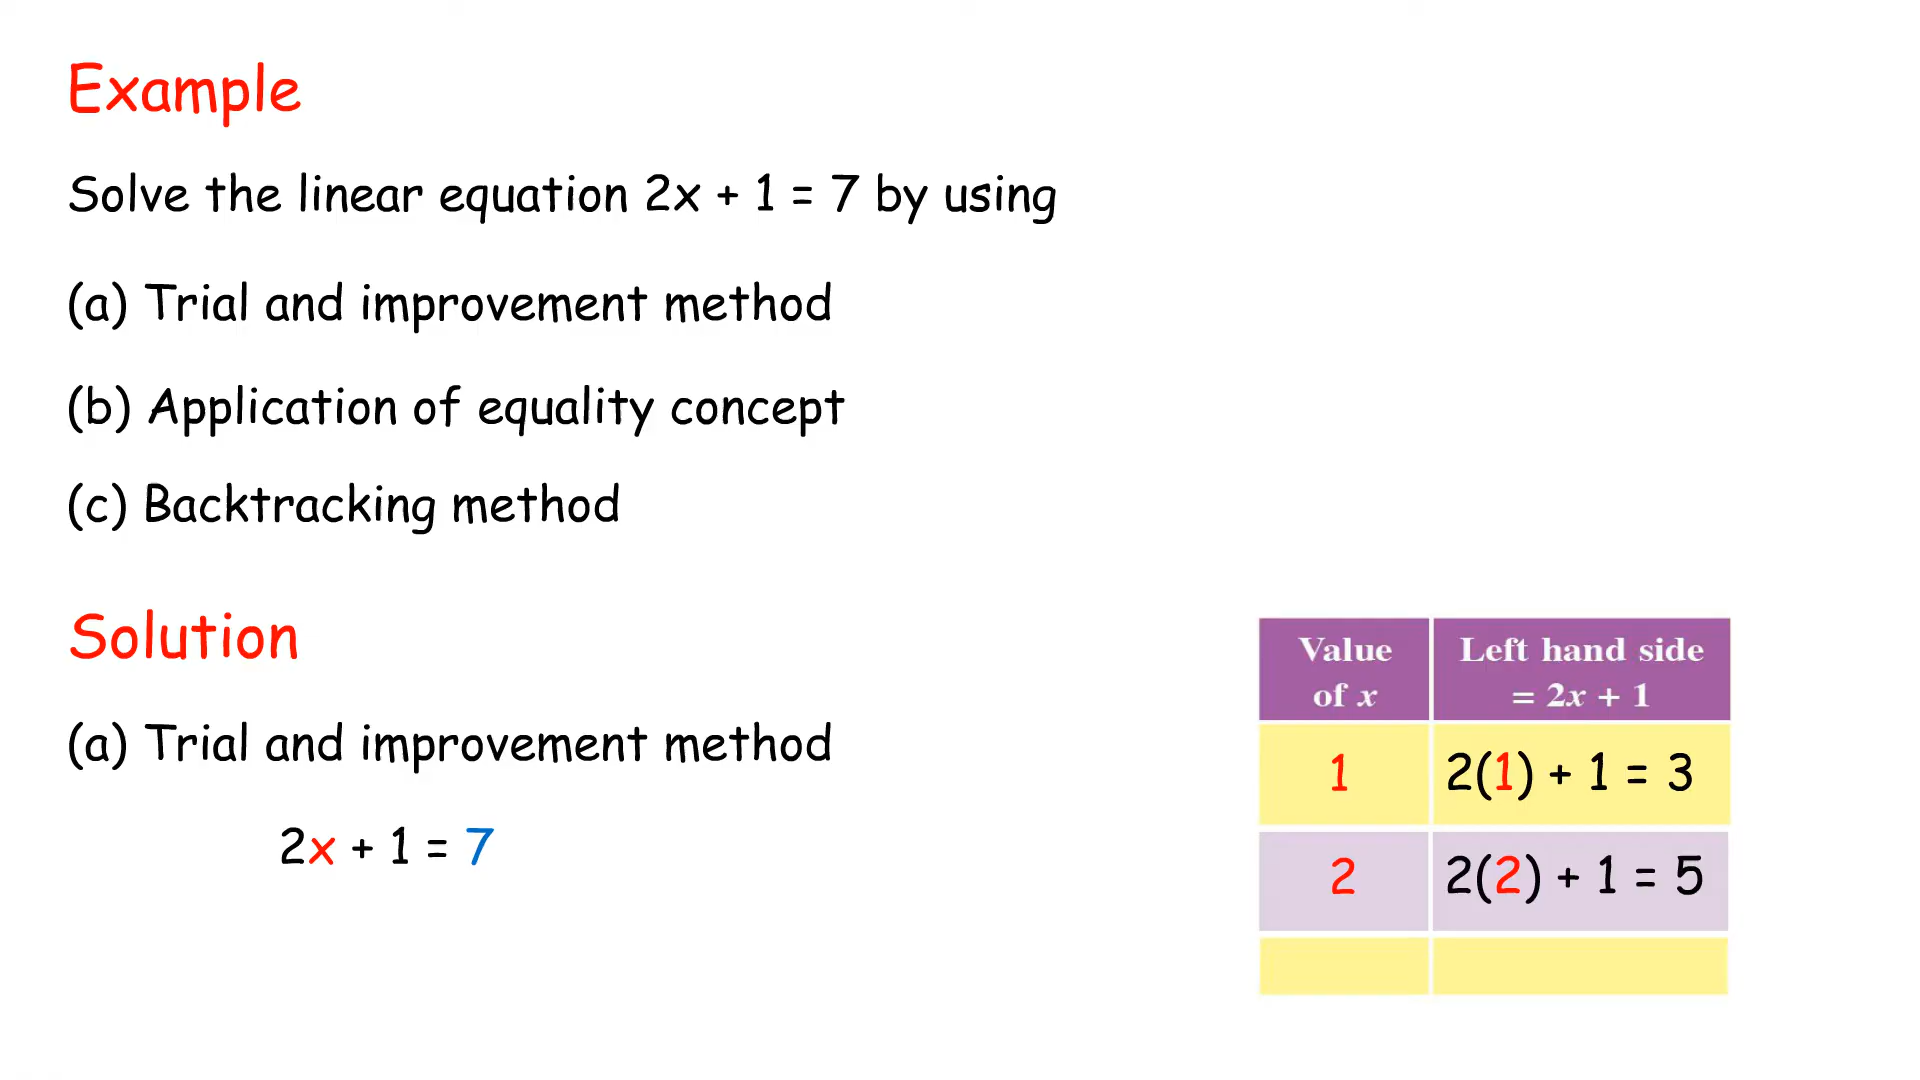 Example
Solve the linear equation 2x + 1 = 7 by using
(a) Trial and improvement method
(b) Application of equality concept
(c) Backtracking method
Solution
(a) Trial and improvement method
2x + 1 = 7
Value of x
Left hand side = 2x + 1
1
2(1) + 1 = 3
2
2(2) + 1 = 5